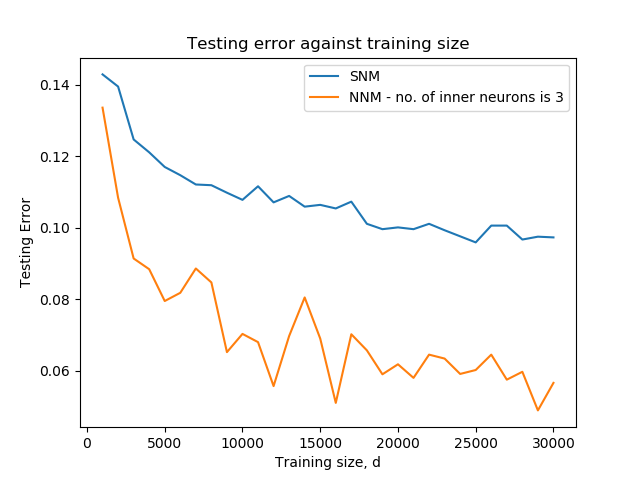 Testing error against training size
SNM
NNM - no. of inner neurons is 3
0.14
0.12
0.10
0.08
0.06
Testing Error
0
5000
10000
15000
20000
25000
30000
Training size, d